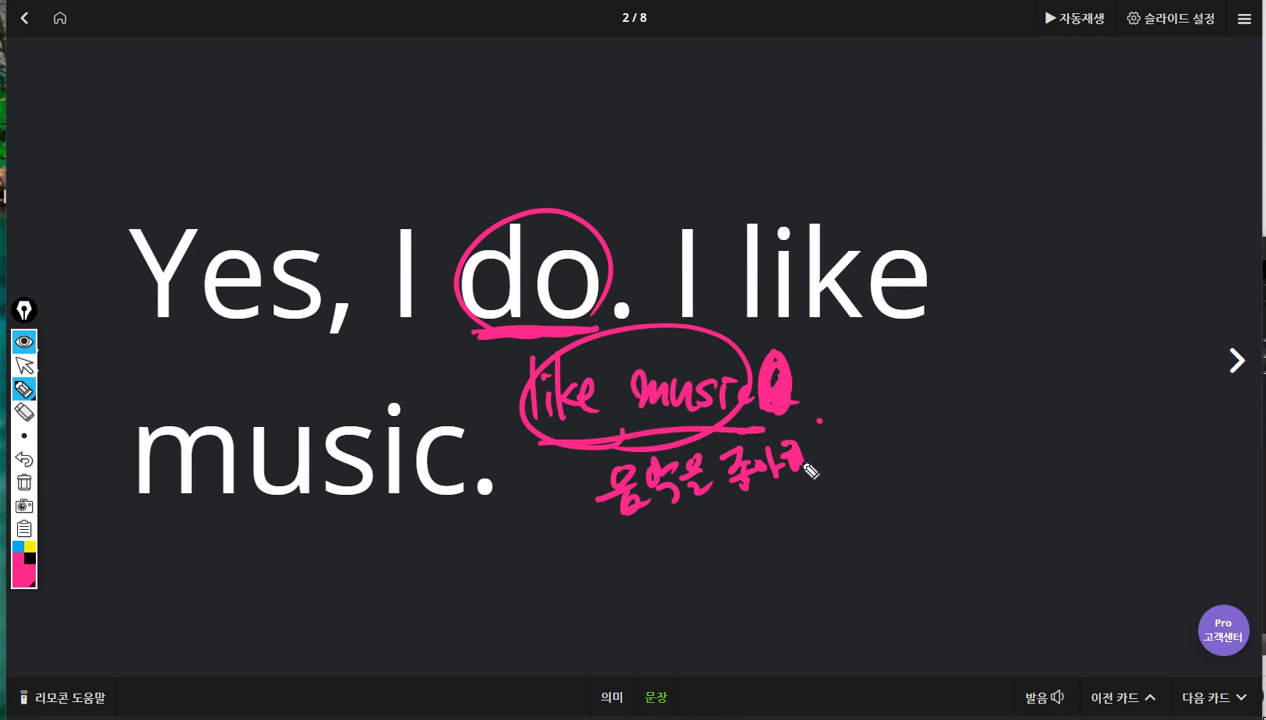 2 / 8
자동재생
슬라이드 설정
Yes, I do. I like
like music
music.
음악을 좋아
Pro
고객센터
리모콘 도움말
의미
문장
발음
이전 카드
다음 카드